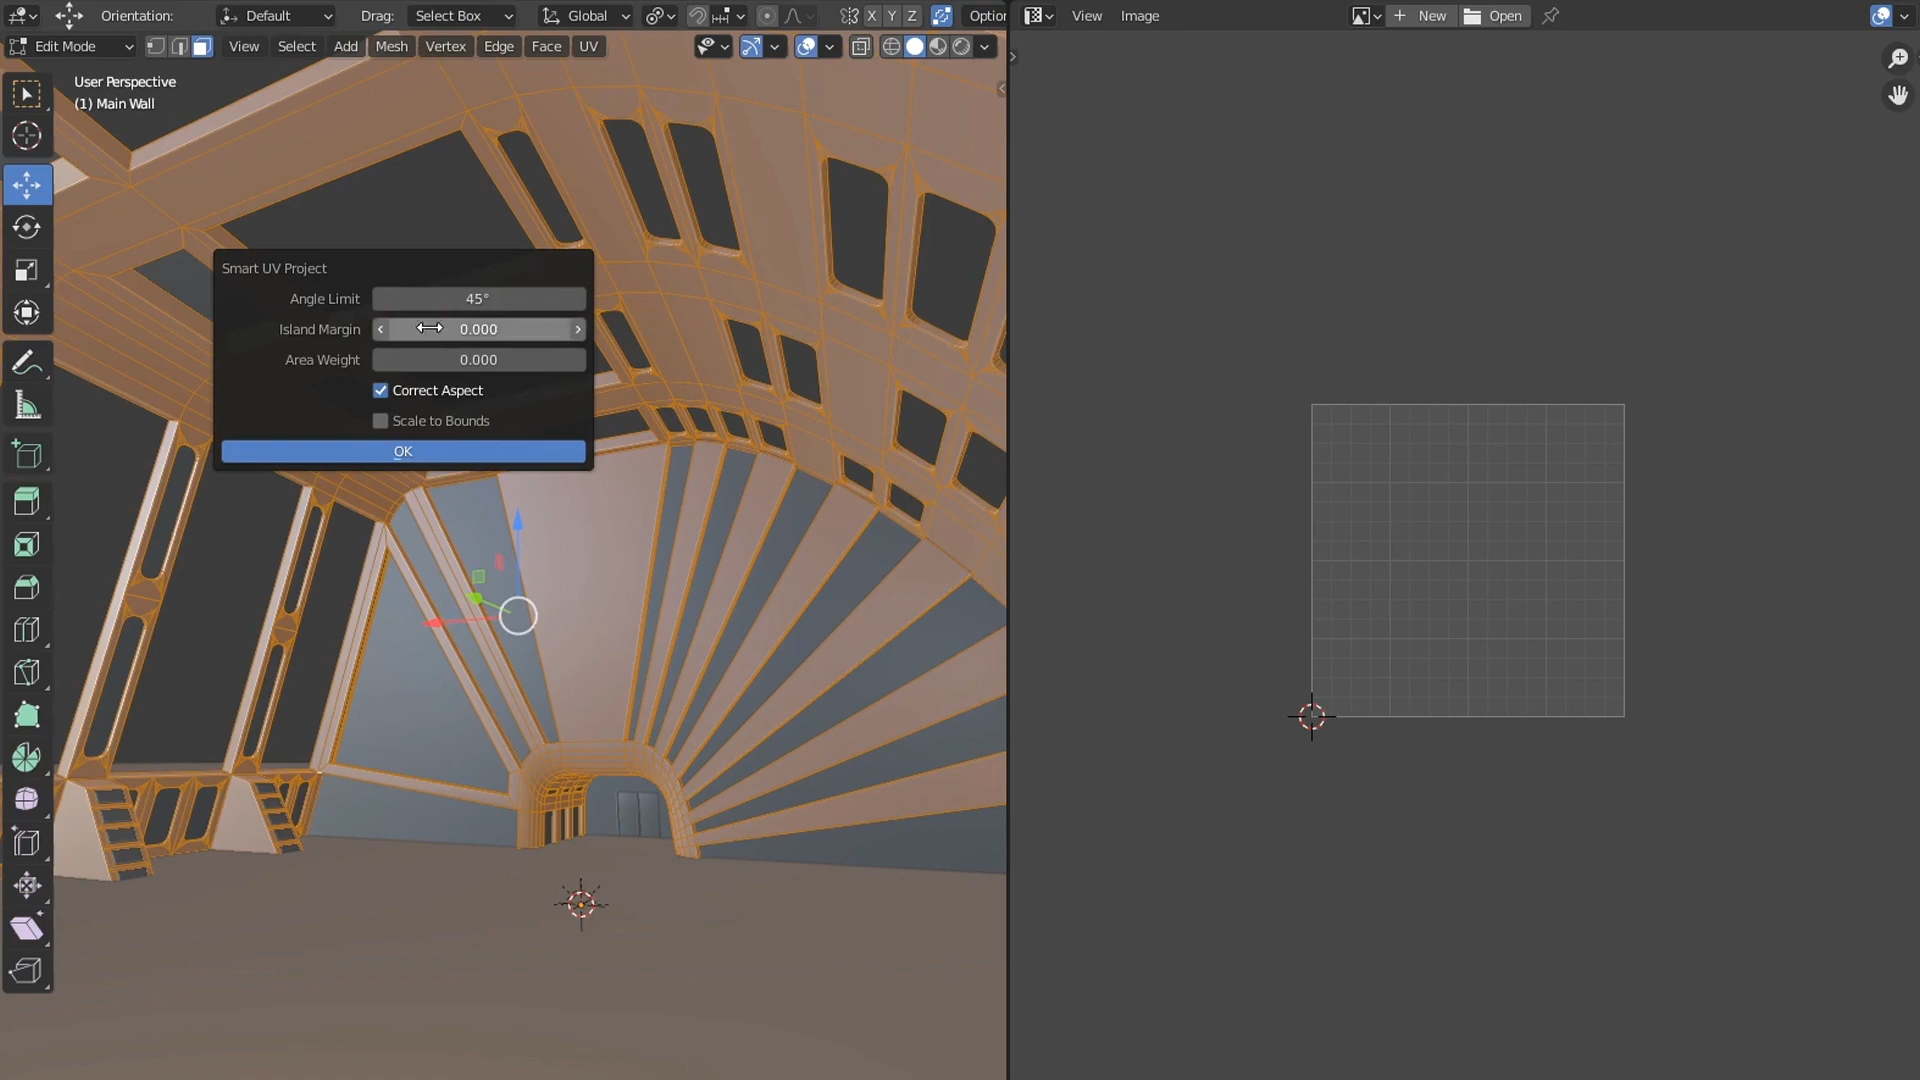 Orientation: Default Drag: Select Box Global X Y Z Optior
View Image New Open
Edit Mode View Select Add Mesh Vertex Edge Face UV
User Perspective
(1) Main Wall
Smart UV Project
Angle Limit 45°
Island Margin 0.000
Area Weight 0.000
Correct Aspect
Scale to Bounds
OK